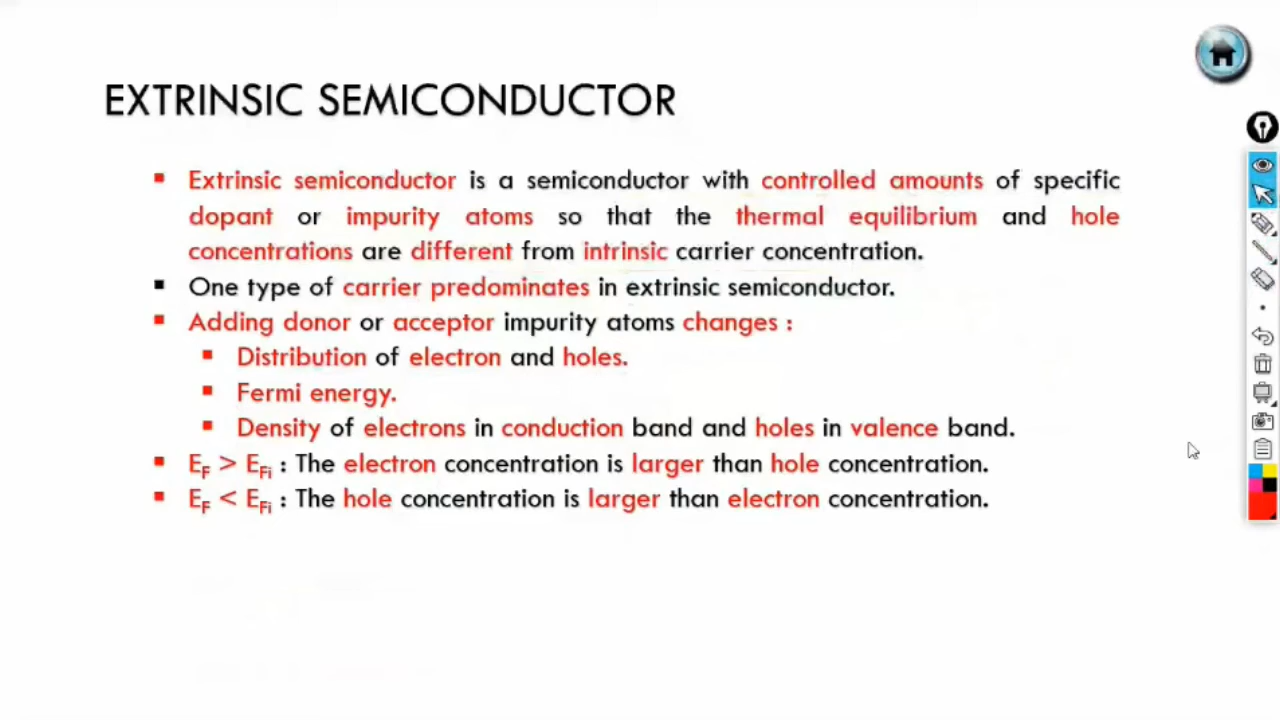 EXTRINSIC SEMICONDUCTOR
▪ Extrinsic semiconductor is a semiconductor with controlled amounts of specific
dopant or impurity atoms so that the thermal equilibrium and hole
concentrations are different from intrinsic carrier concentration.
▪ One type of carrier predominates in extrinsic semiconductor.
▪ Adding donor or acceptor impurity atoms changes :
▪ Distribution of electron and holes.
▪ Fermi energy.
▪ Density of electrons in conduction band and holes in valence band.
▪ E_F > E_Fi : The electron concentration is larger than hole concentration.
▪ E_F < E_Fi : The hole concentration is larger than electron concentration.